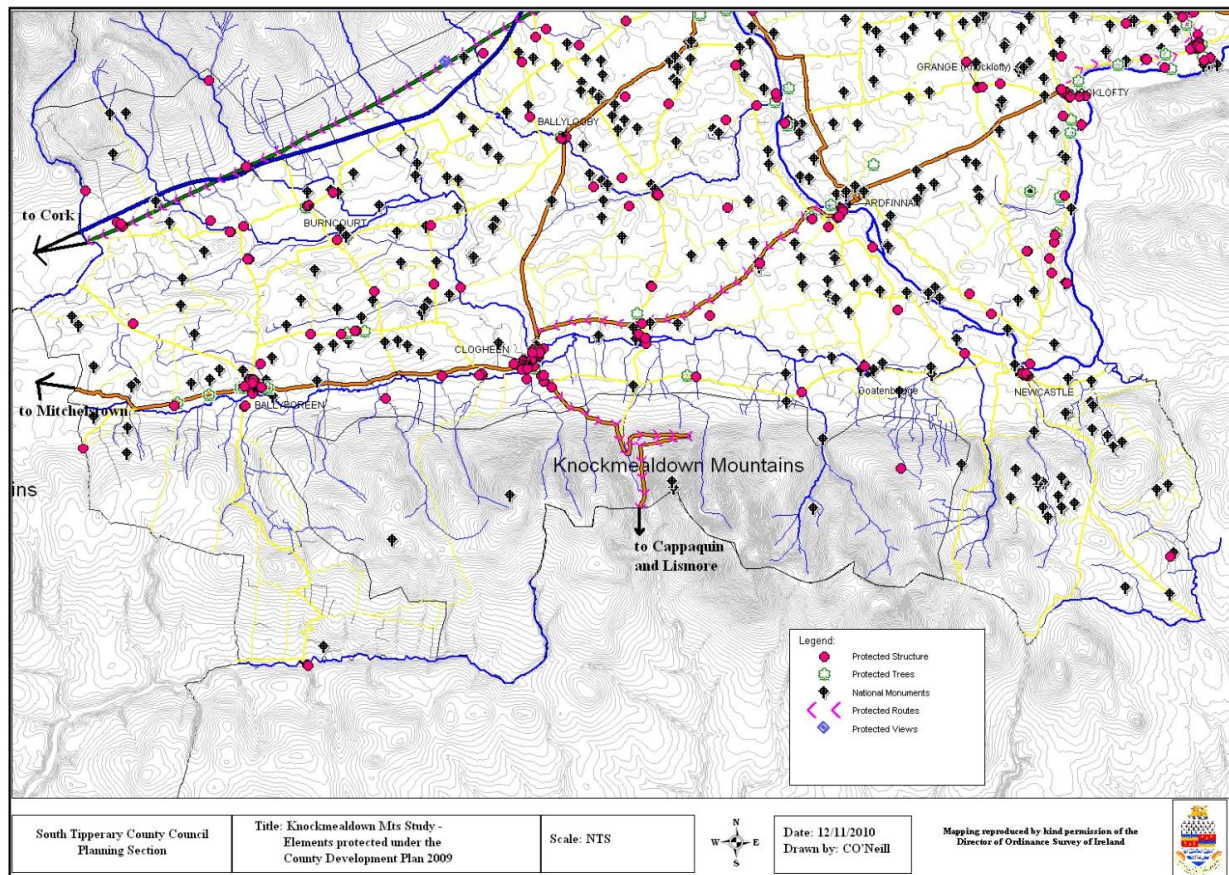 GRANGE (Knocklofty)
KNOCKLOFTY
BALLYLOOBY
to Cork
BURNCOURT
ARDFINNAN
CLOGHEEN
to Mitchelstown
BALLYPOREEN
Goatenbridge
NEWCASTLE
Knockmealdown Mountains
ins
to Cappaquin
and Lismore
Legend:
Protected Structure
Protected Trees
National Monuments
Protected Routes
Protected Views
South Tipperary County Council
Planning Section
Title: Knockmealdown Mts Study -
Elements protected under the
County Development Plan 2009
Scale: NTS
N
W E
S
Date: 12/11/2010
Drawn by: CO'Neill
Mapping reproduced by kind permission of the
Director of Ordinance Survey of Ireland